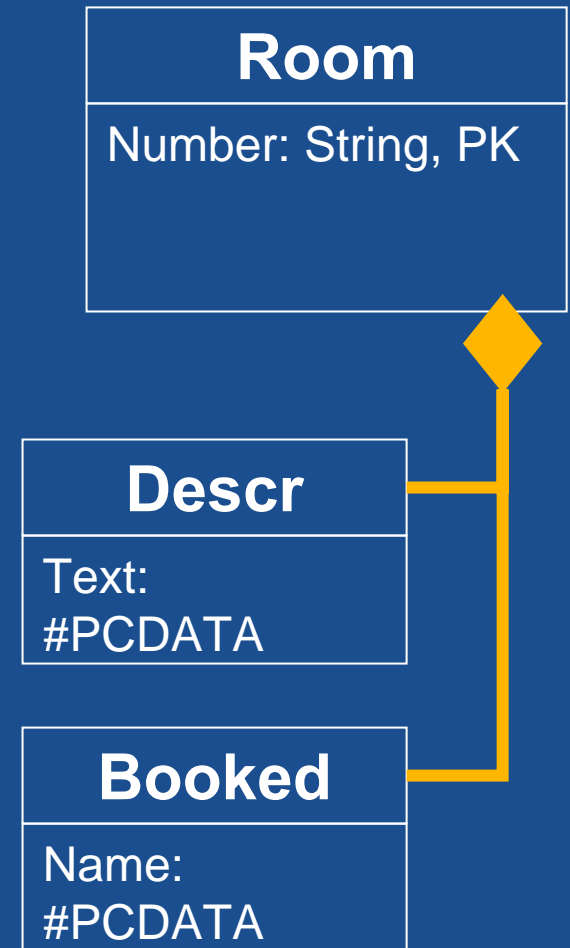 Room
Number: String, PK
Descr
Text:
#PCDATA
Booked
Name:
#PCDATA